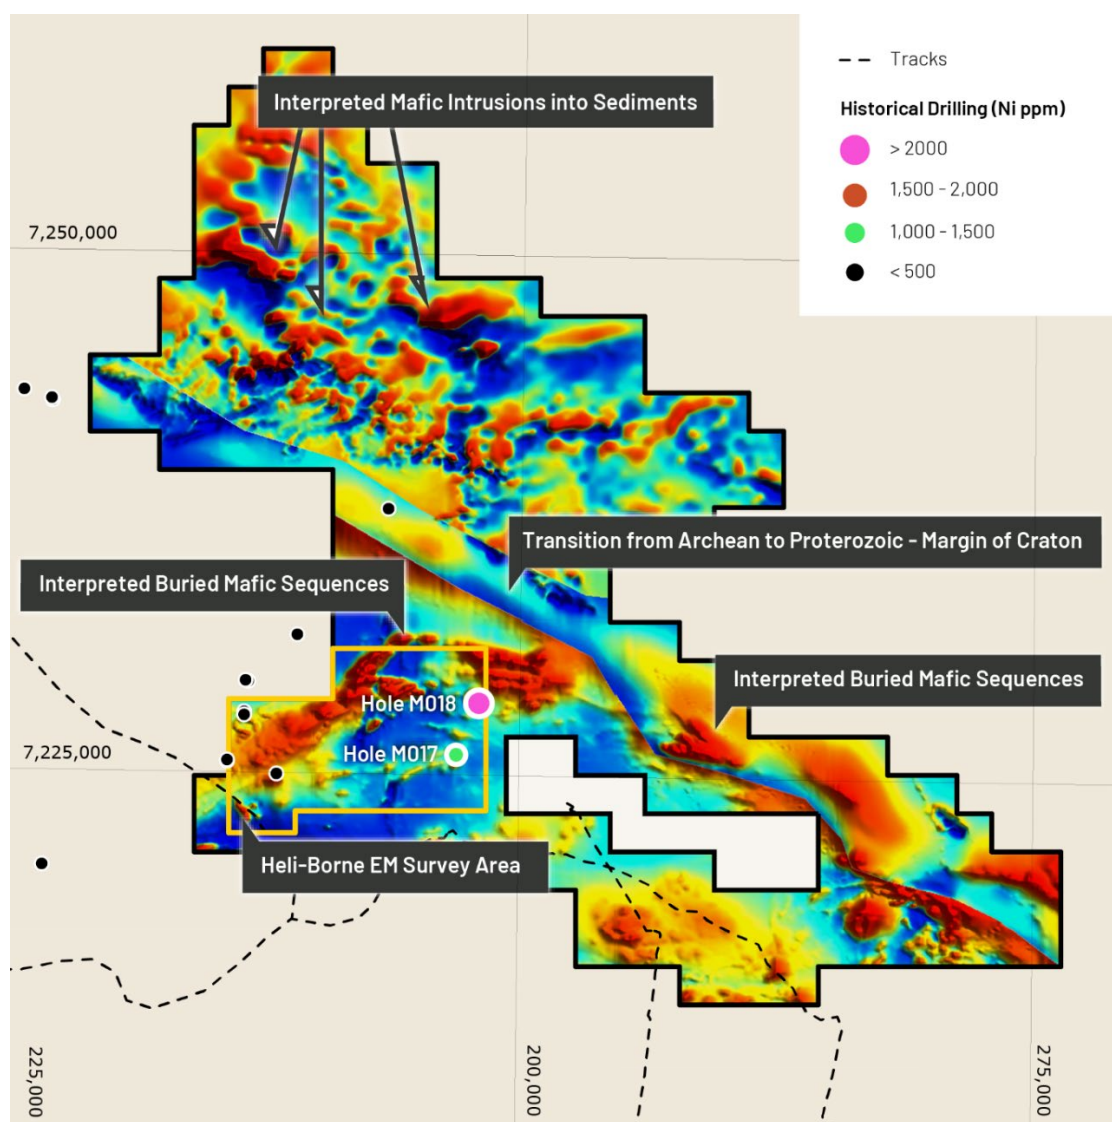 Tracks
Historical Drilling (Ni ppm)
> 2000
1,500 - 2,000
1,000 - 1,500
< 500
Interpreted Mafic Intrusions into Sediments
7,250,000
Transition from Archean to Proterozoic - Margin of Craton
Interpreted Buried Mafic Sequences
Interpreted Buried Mafic Sequences
Hole M018
Hole M017
7,225,000
Heli-Borne EM Survey Area
225,000
200,000
275,000